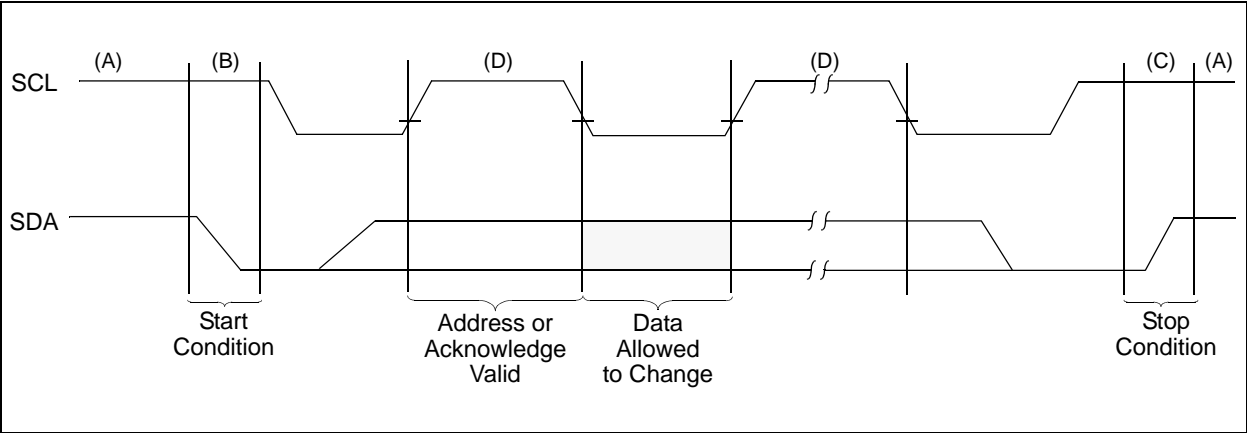 (A) (B) (D) (D) (C) (A)
SCL
SDA
Start
Condition
Address or
Acknowledge
Valid
Data
Allowed
to Change
Stop
Condition